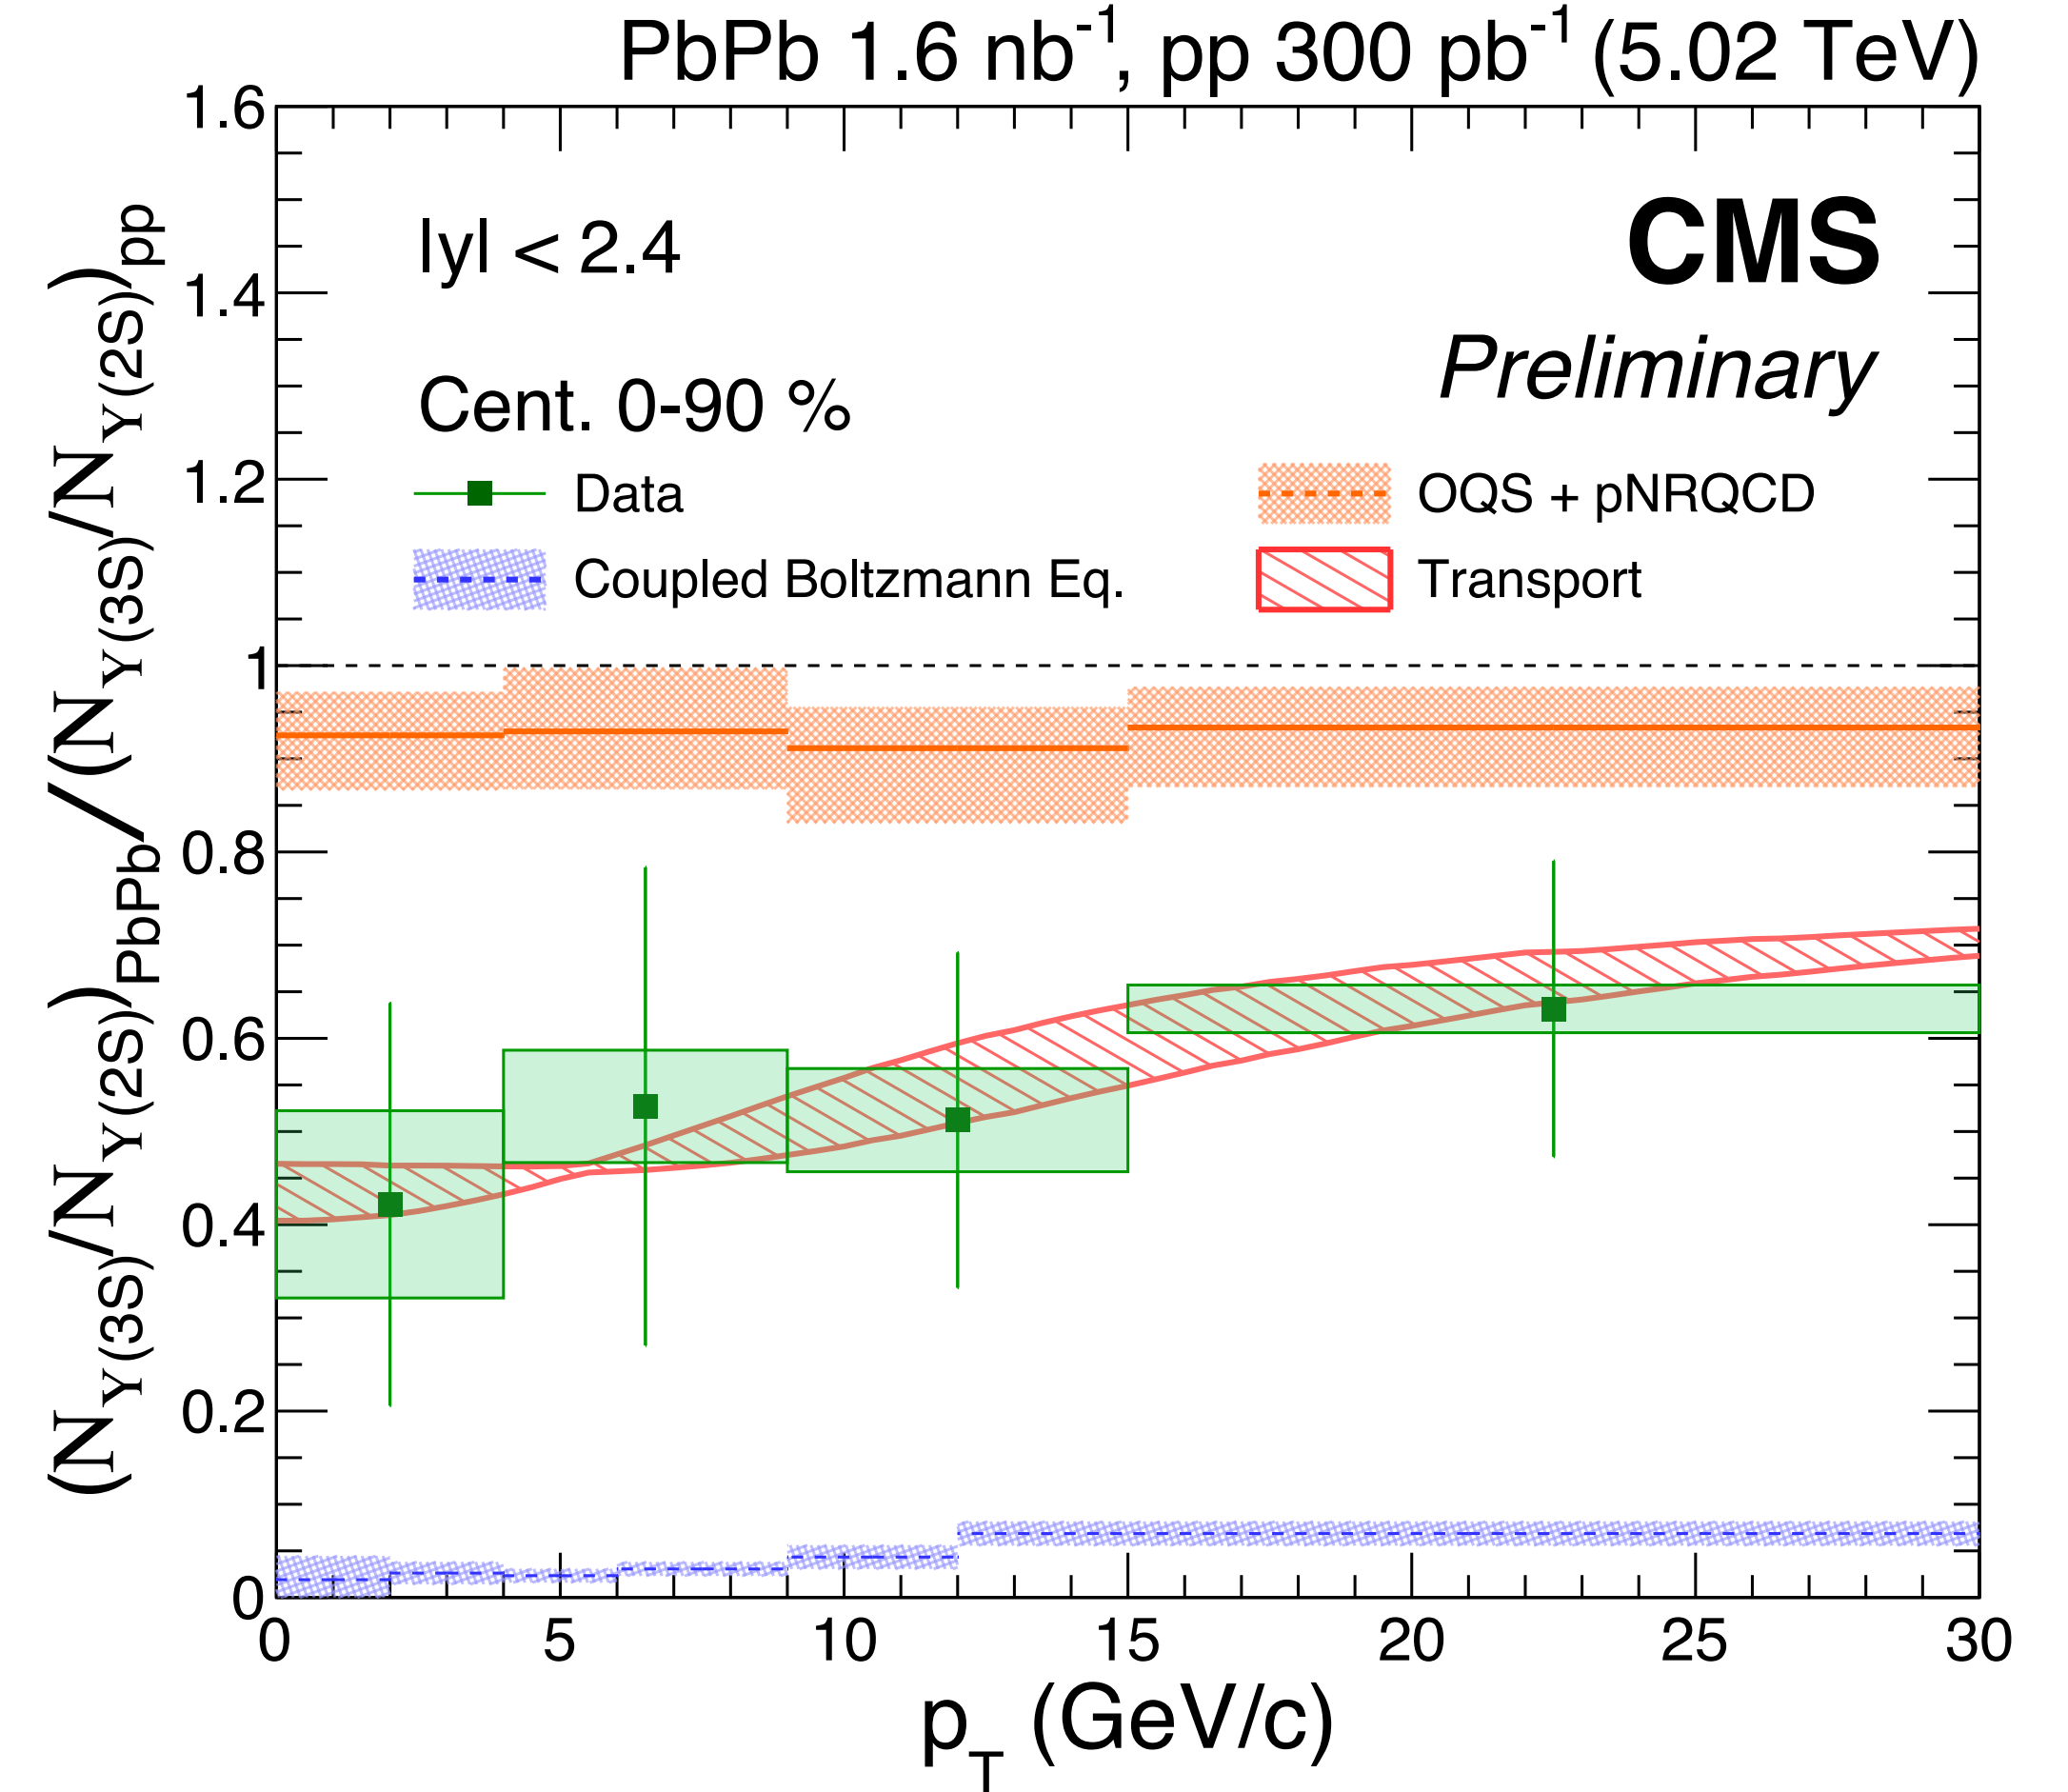 PbPb 1.6 nb-1, pp 300 pb-1 (5.02 TeV)
(NΥ(3S)/NΥ(2S))PbPb/(NΥ(3S)/NΥ(2S))pp
1.6
1.4
1.2
1
0.8
0.6
0.4
0.2
0
|y| < 2.4
CMS
Preliminary
Cent. 0-90 %
Data
OQS + pNRQCD
Coupled Boltzmann Eq.
Transport
0 5 10 15 20 25 30
pT (GeV/c)